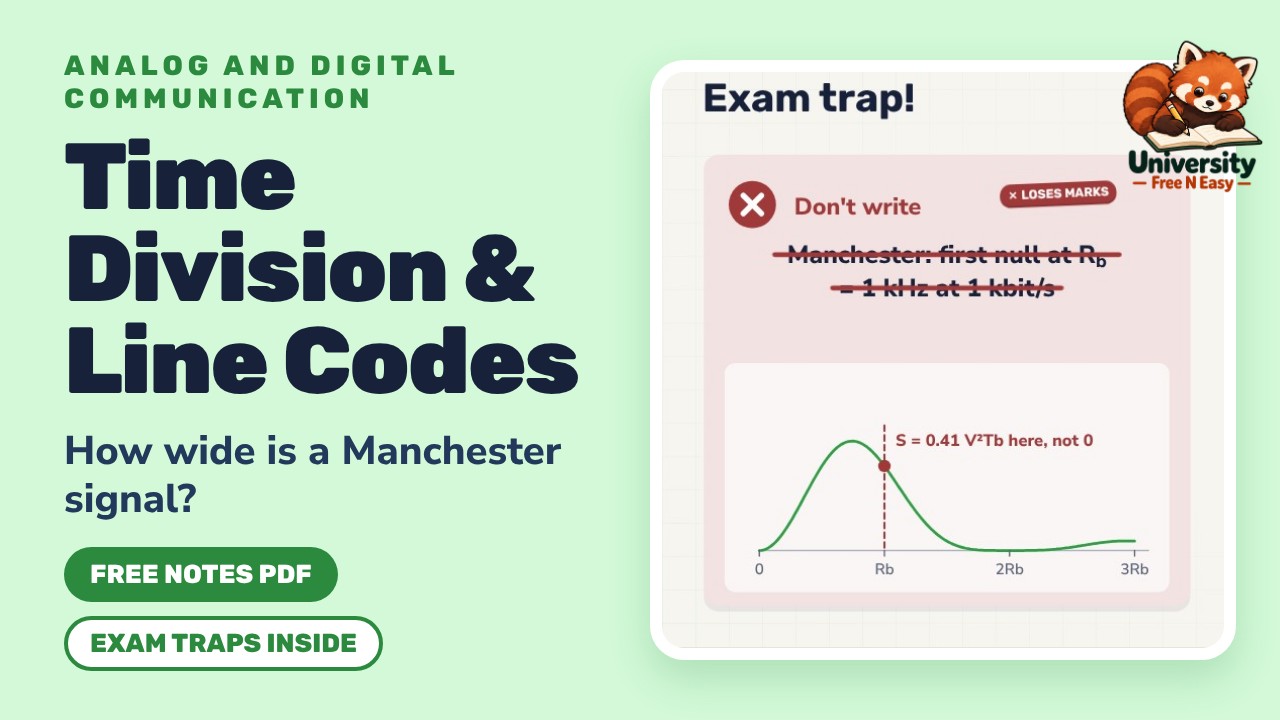 ANALOG AND DIGITAL
COMMUNICATION
Time
Division &
Line Codes
How wide is a Manchester
signal?
FREE NOTES PDF
EXAM TRAPS INSIDE
Exam trap!
University
Free N Easy
Don't write
× LOSES MARKS
Manchester: first null at Rb
= 1 kHz at 1 kbit/s
S = 0.41 V²Tb here, not 0
0 Rb 2Rb 3Rb